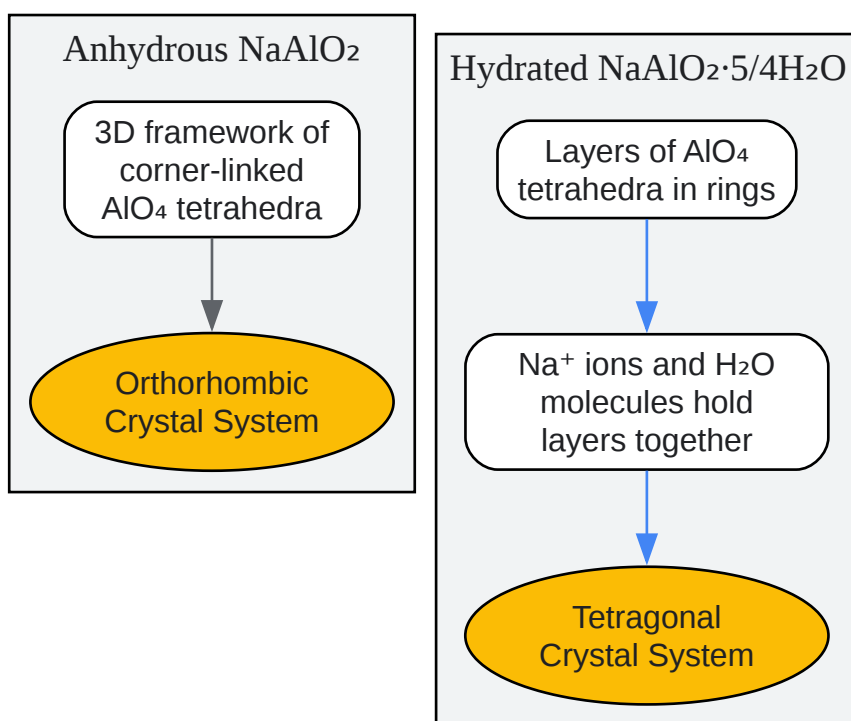 Anhydrous NaAlO₂
3D framework of
corner-linked
AlO₄ tetrahedra
Orthorhombic
Crystal System
Hydrated NaAlO₂·5/4H₂O
Layers of AlO₄
tetrahedra in rings
Na⁺ ions and H₂O
molecules hold
layers together
Tetragonal
Crystal System